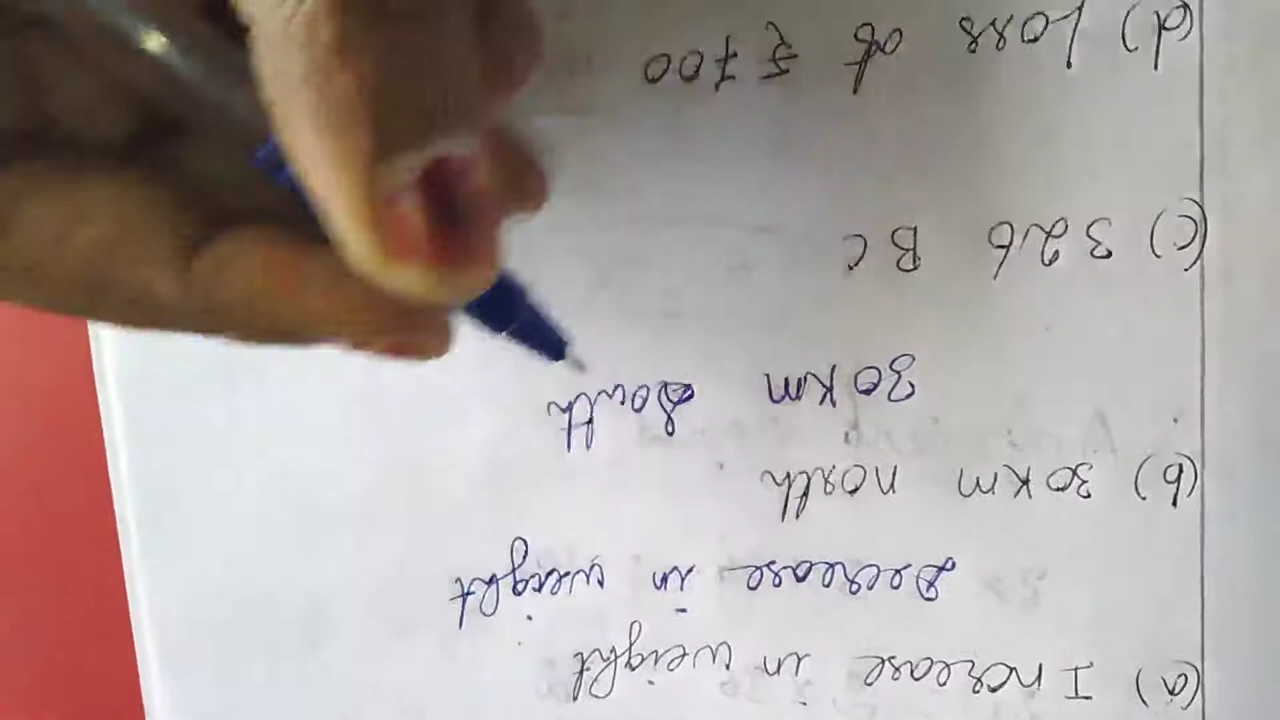 (a) Increase in weight
Decrease in weight
(b) 30 km north
30 km South
(c) 326 BC
(d) Loss of ₹ 700